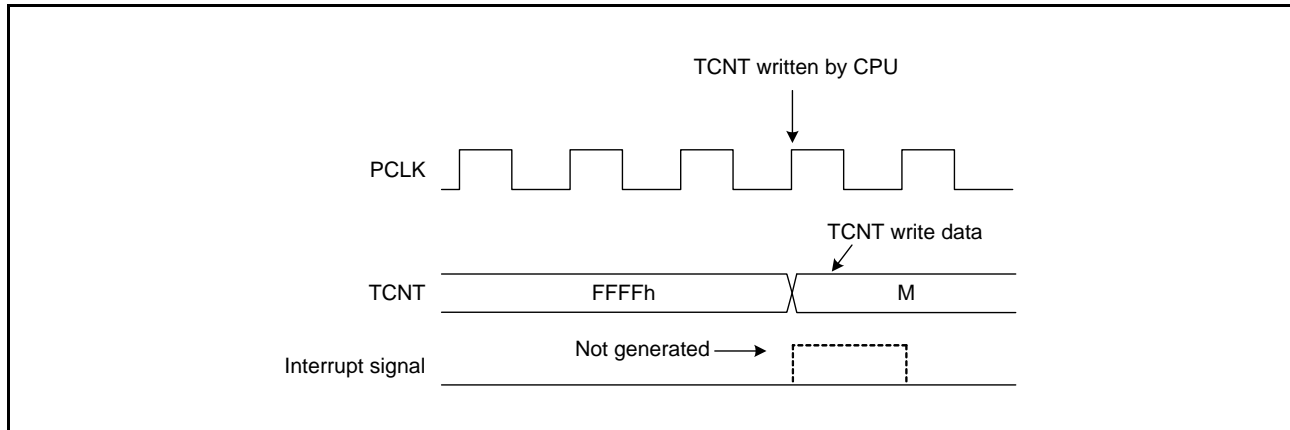 TCNT written by CPU
PCLK
TCNT write data
TCNT
FFFFh
M
Not generated
Interrupt signal